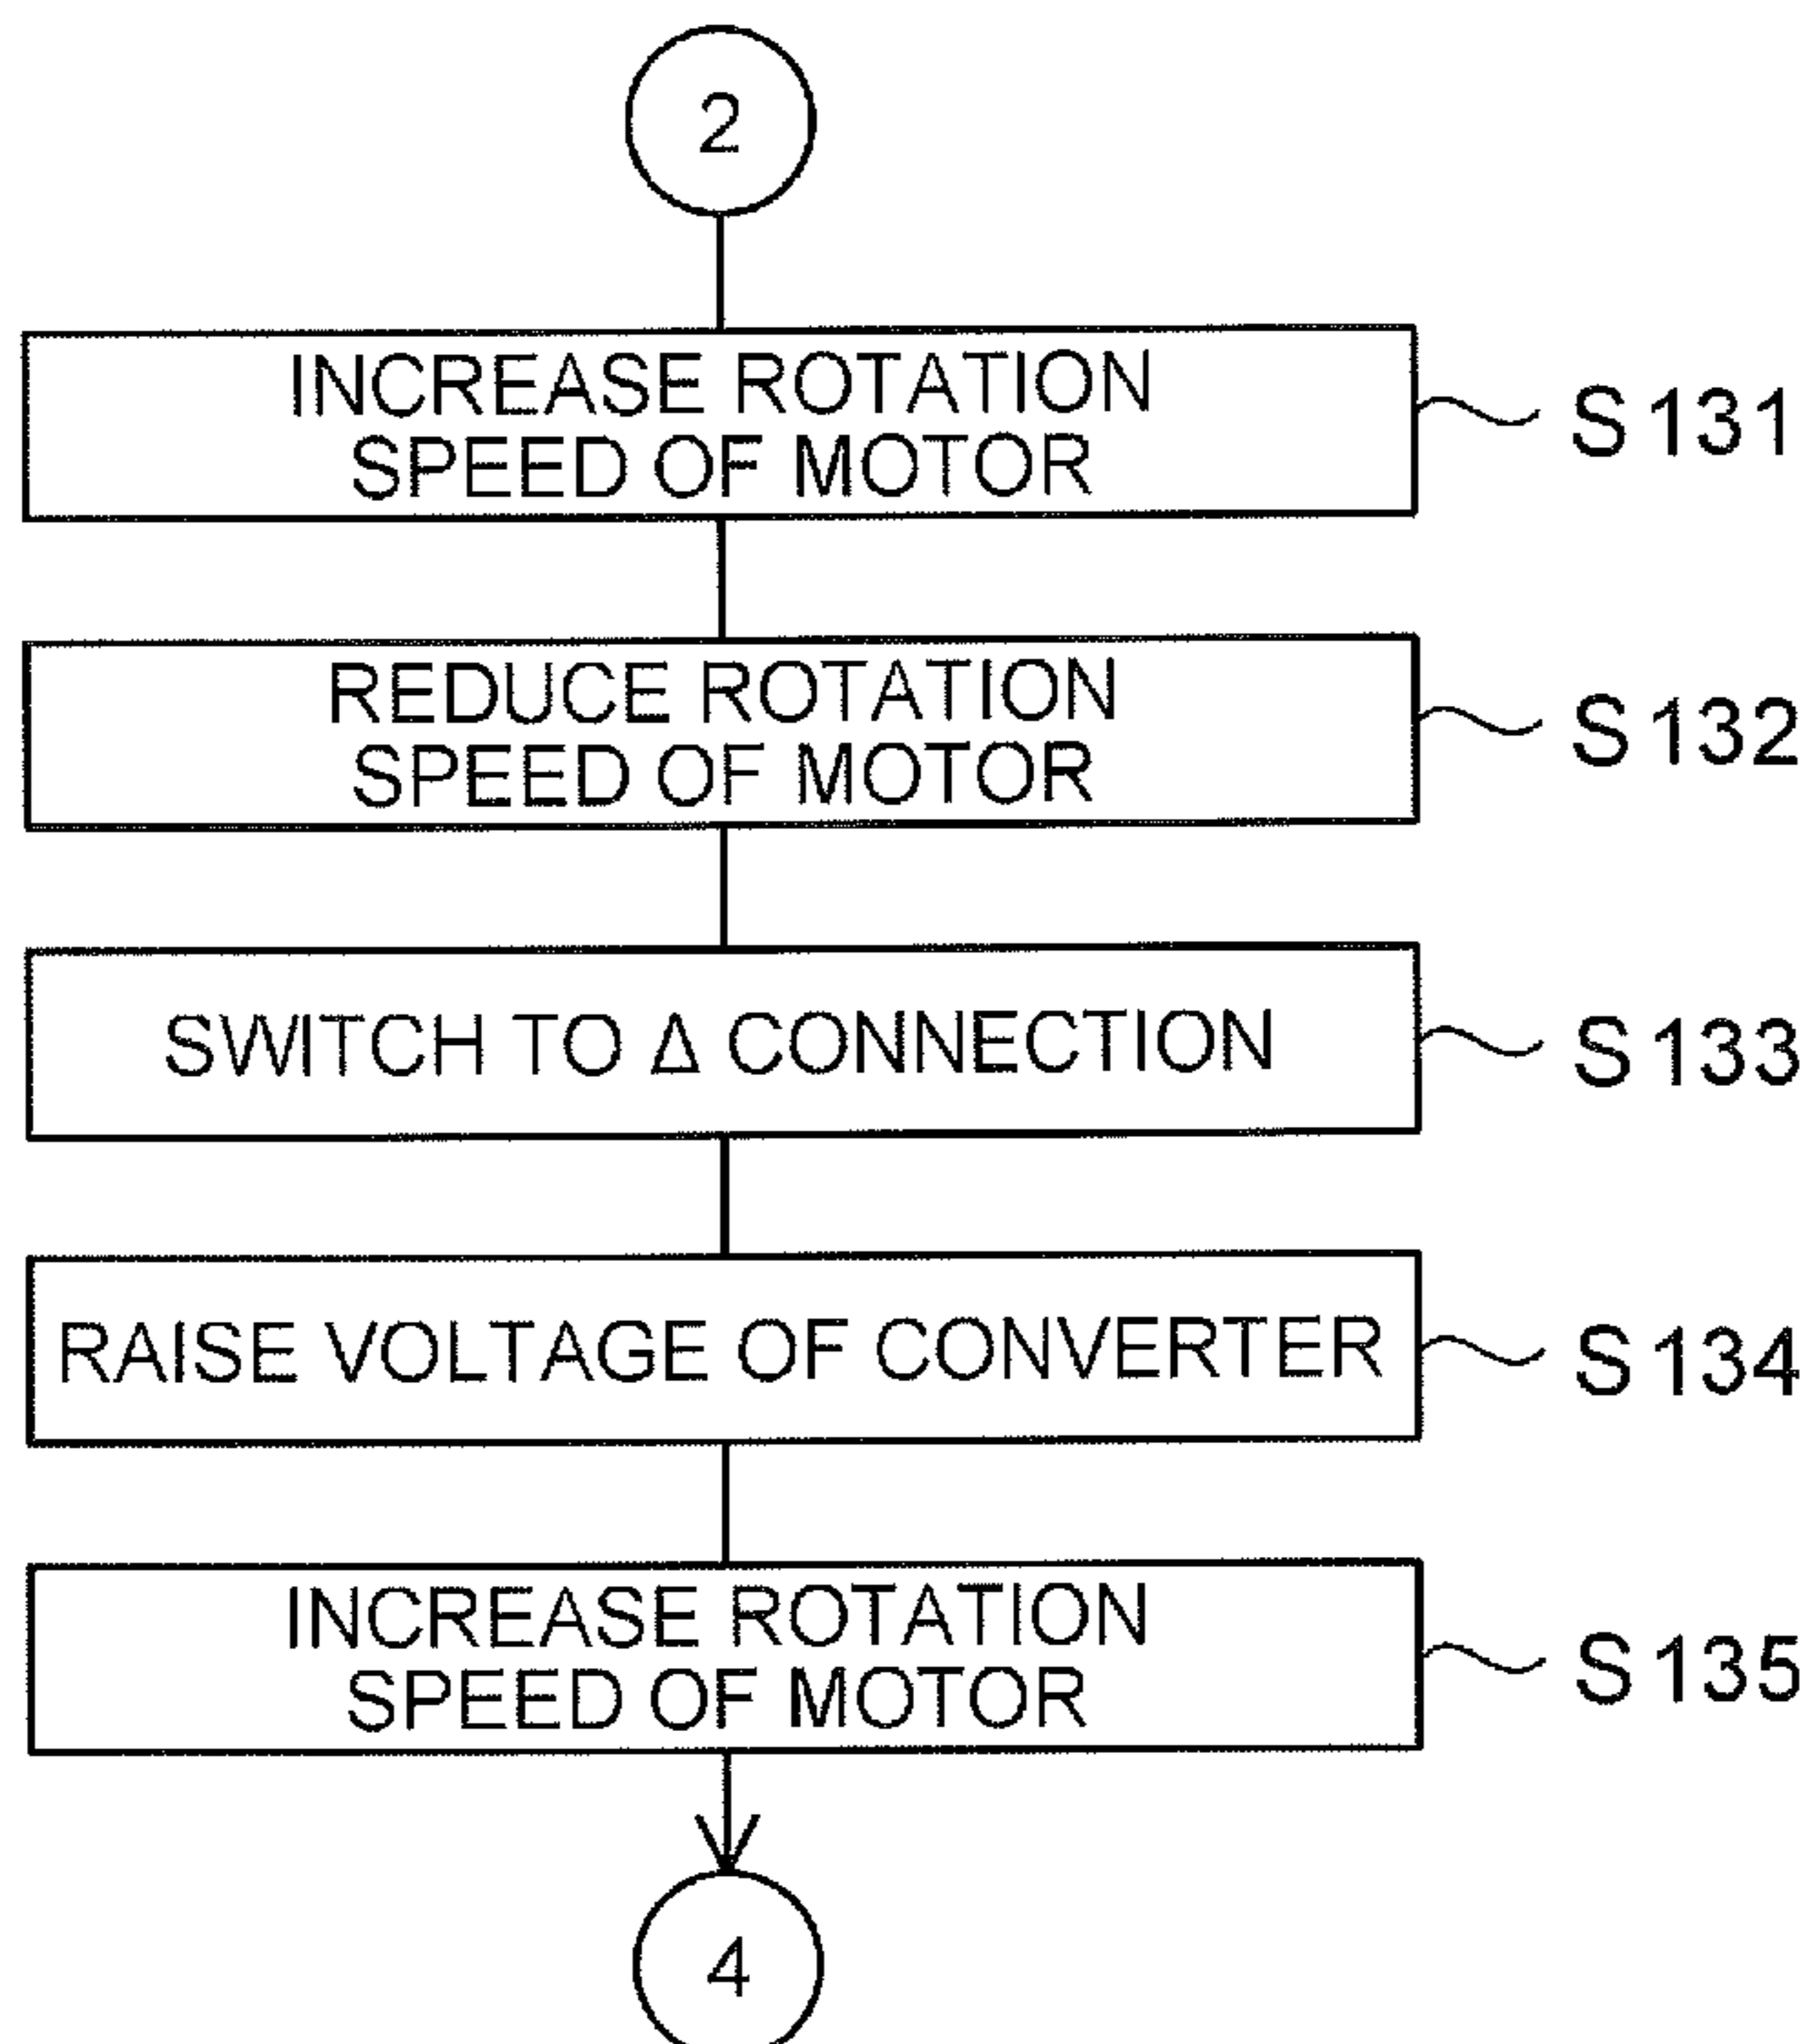 2
INCREASE ROTATION
SPEED OF MOTOR
S131
REDUCE ROTATION
SPEED OF MOTOR
S132
SWITCH TO Δ CONNECTION
S133
RAISE VOLTAGE OF CONVERTER
S134
INCREASE ROTATION
SPEED OF MOTOR
S135
4